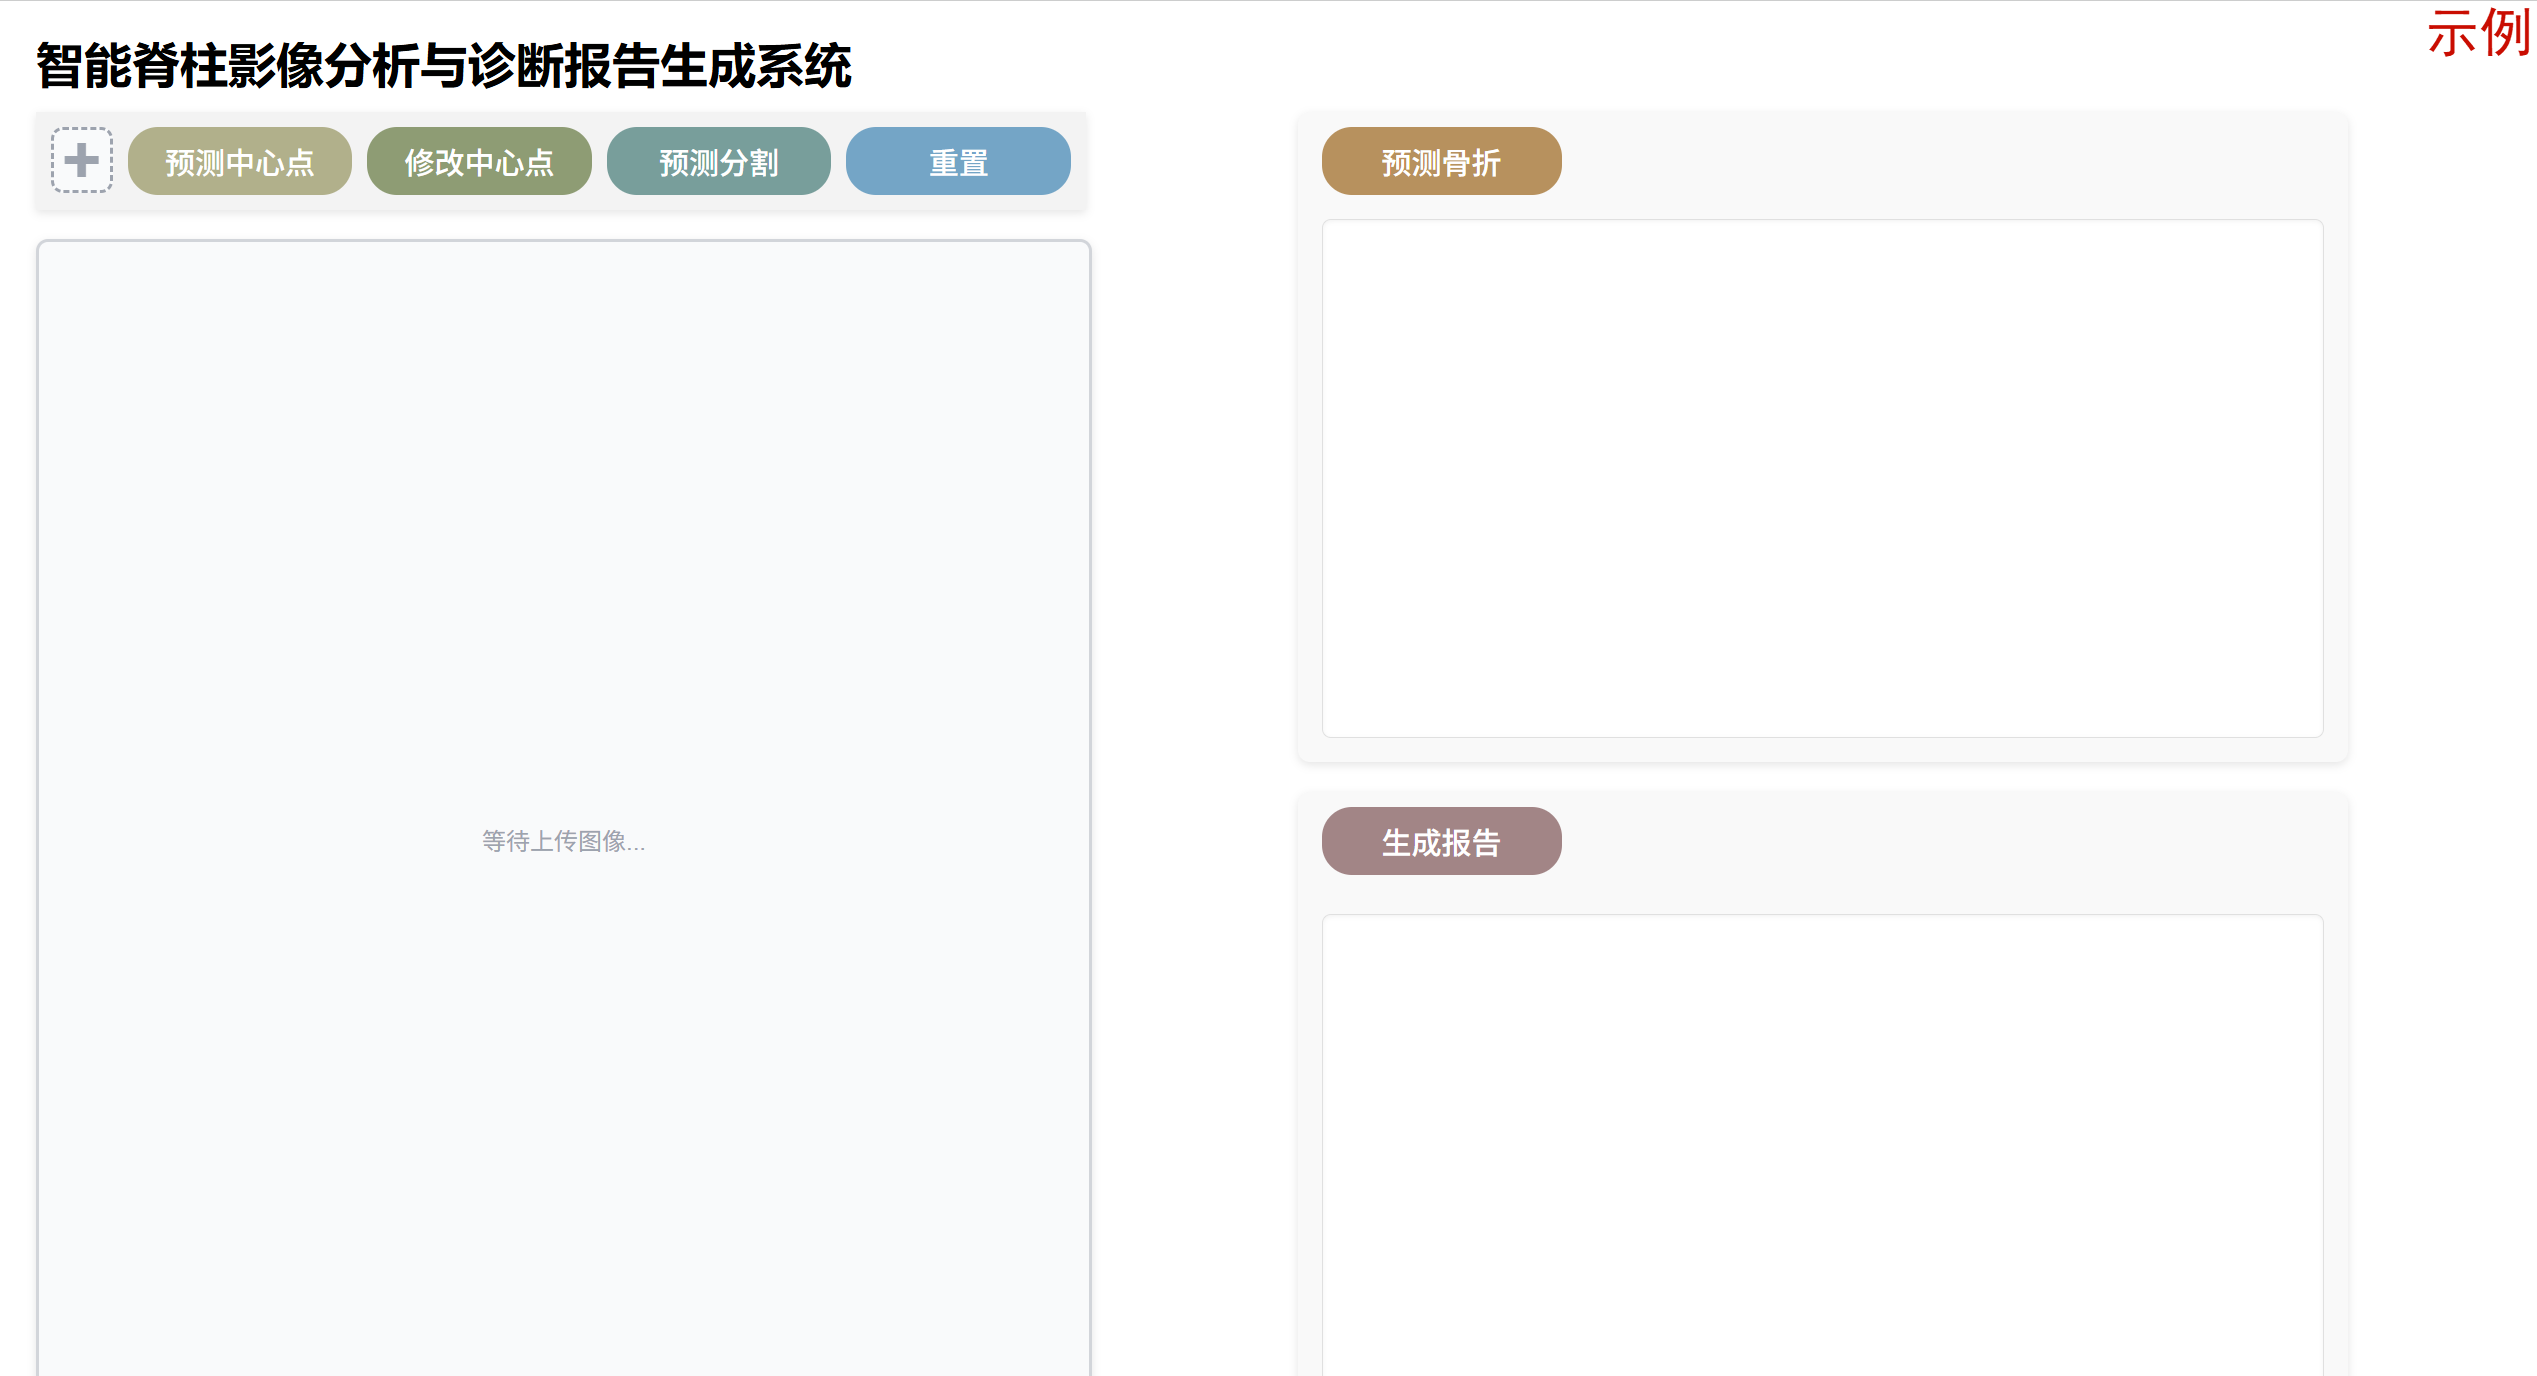 示例
智能脊柱影像分析与诊断报告生成系统
预测中心点
修改中心点
预测分割
重置
等待上传图像...
预测骨折
生成报告